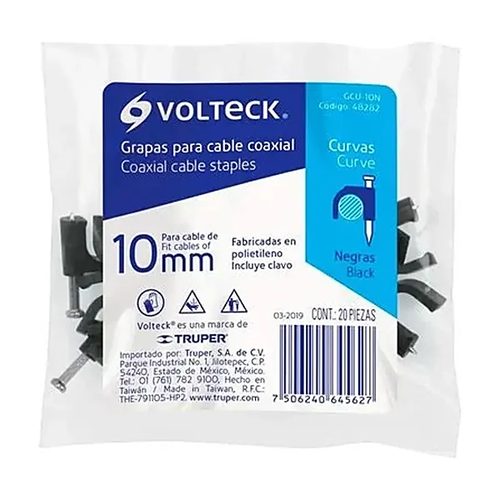 VOLTECK®
Grapas para cable coaxial
Coaxial cable staples
GCU-10N
Código: 48282
Curvas
Curve
Para cable de
Fit cables of
10mm
Fabricadas en
polietileno
Incluye clavo
Negras
Black
Volteck® es una marca de
TRUPER®
03-2019
CONT.: 20 PIEZAS
Importado por: Truper, S.A. de C.V.
Parque Industrial No. 1, Jilotepec, C.P.
54240, Estado de México, México.
Tel.: 01 (761) 782 9100, Hecho en
Taiwán / Made in Taiwan, R.F.C.:
THE-791105-HP2. www.truper.com
7 506240 645627